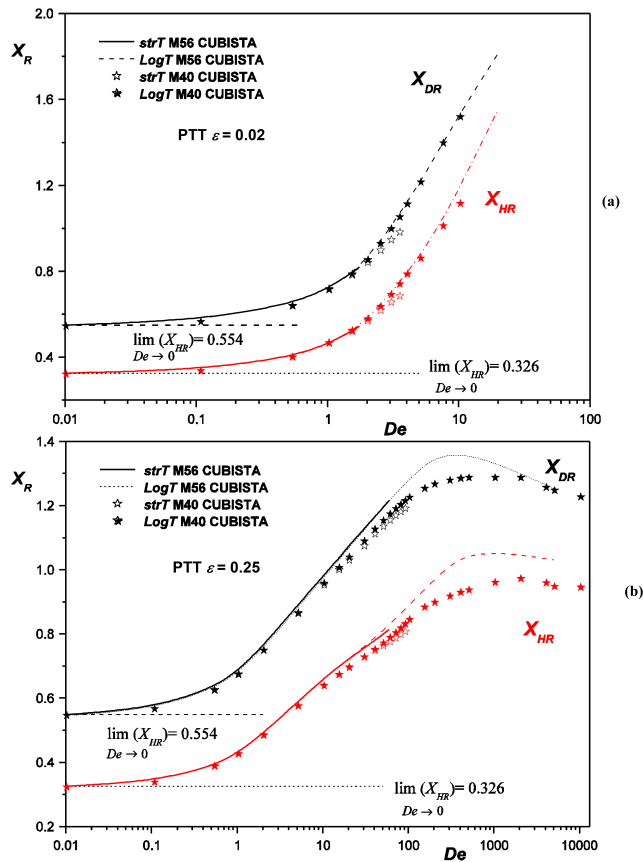 2.0
X_R
strT M56 CUBISTA
LogT M56 CUBISTA
strT M40 CUBISTA
LogT M40 CUBISTA
1.6
X_DR
PTT ε = 0.02
1.2
X_HR
(a)
0.8
lim (X_HR)= 0.554
De → 0
0.4
lim (X_HR)= 0.326
De → 0
0.01 0.1 1 10 100
De
1.4
X_R
strT M56 CUBISTA
LogT M56 CUBISTA
strT M40 CUBISTA
LogT M40 CUBISTA
X_DR
1.2
PTT ε = 0.25
1.0
(b)
0.8
X_HR
0.6
lim (X_HR)= 0.554
De → 0
0.4
lim (X_HR)= 0.326
De → 0
0.2
0.01 0.1 1 10 100 1000 10000
De